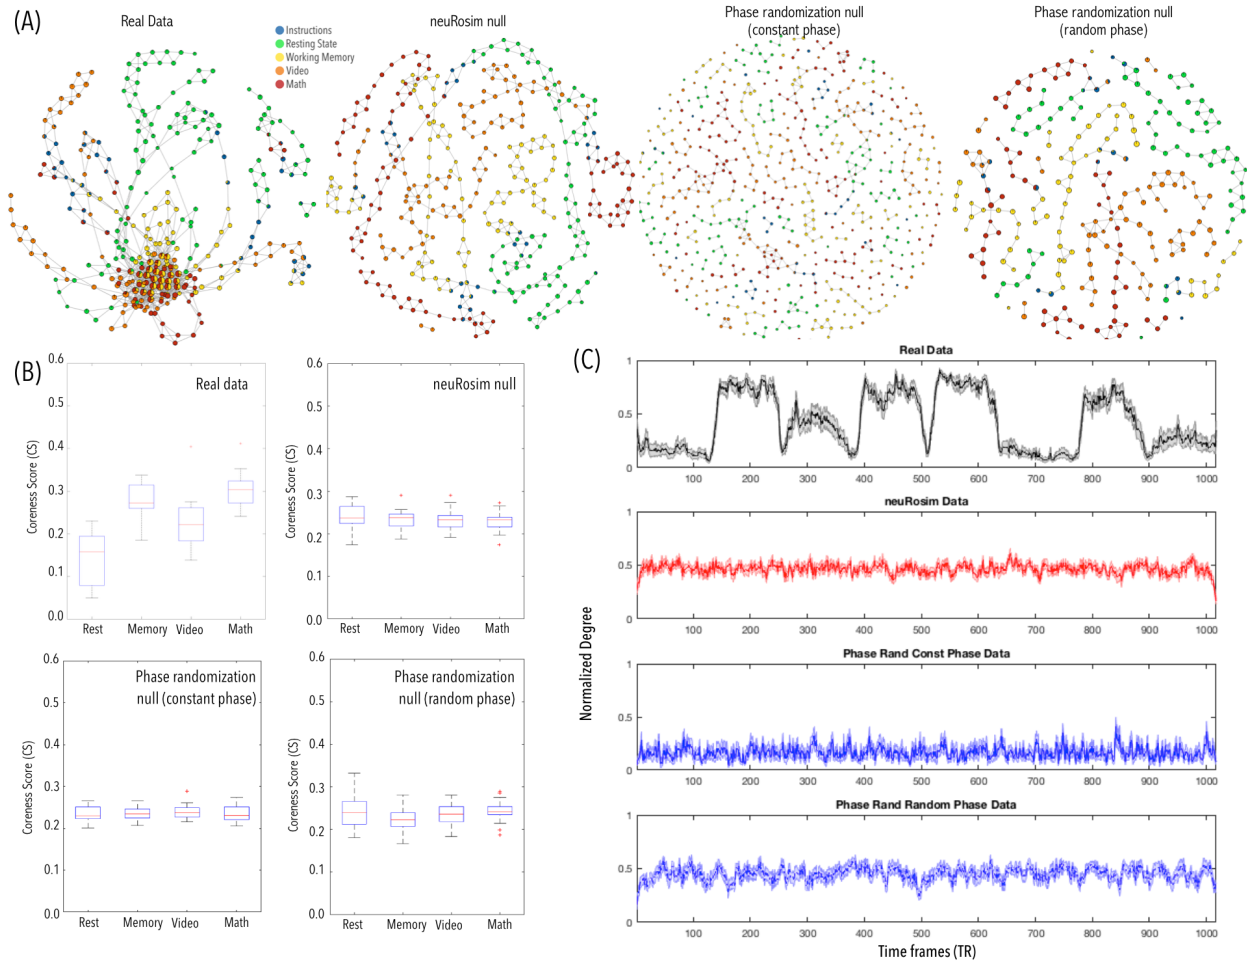 (A)
Real Data
Instructions
Resting State
Working Memory
Video
Math
neuRosim null
Phase randomization null
(constant phase)
Phase randomization null
(random phase)
(B)
0.6
0.5
0.4
0.3
0.2
0.1
0.0
Coreness Score (CS)
Real data
Rest
Memory
Video
Math
0.6
0.5
0.4
0.3
0.2
0.1
0.0
Coreness Score (CS)
neuRosim null
Rest
Memory
Video
Math
0.6
0.5
0.4
0.3
0.2
0.1
0.0
Coreness Score (CS)
Phase randomization
null (constant phase)
Rest
Memory
Video
Math
0.6
0.5
0.4
0.3
0.2
0.1
0.0
Coreness Score (CS)
Phase randomization
null (random phase)
Rest
Memory
Video
Math
(C)
Normalized Degree
Real Data
1
0.5
0
100 200 300 400 500 600 700 800 900 1000
neuRosim Data
1
0.5
0
100 200 300 400 500 600 700 800 900 1000
Phase Rand Const Phase Data
1
0.5
0
100 200 300 400 500 600 700 800 900 1000
Phase Rand Random Phase Data
1
0.5
0
100 200 300 400 500 600 700 800 900 1000
Time frames (TR)